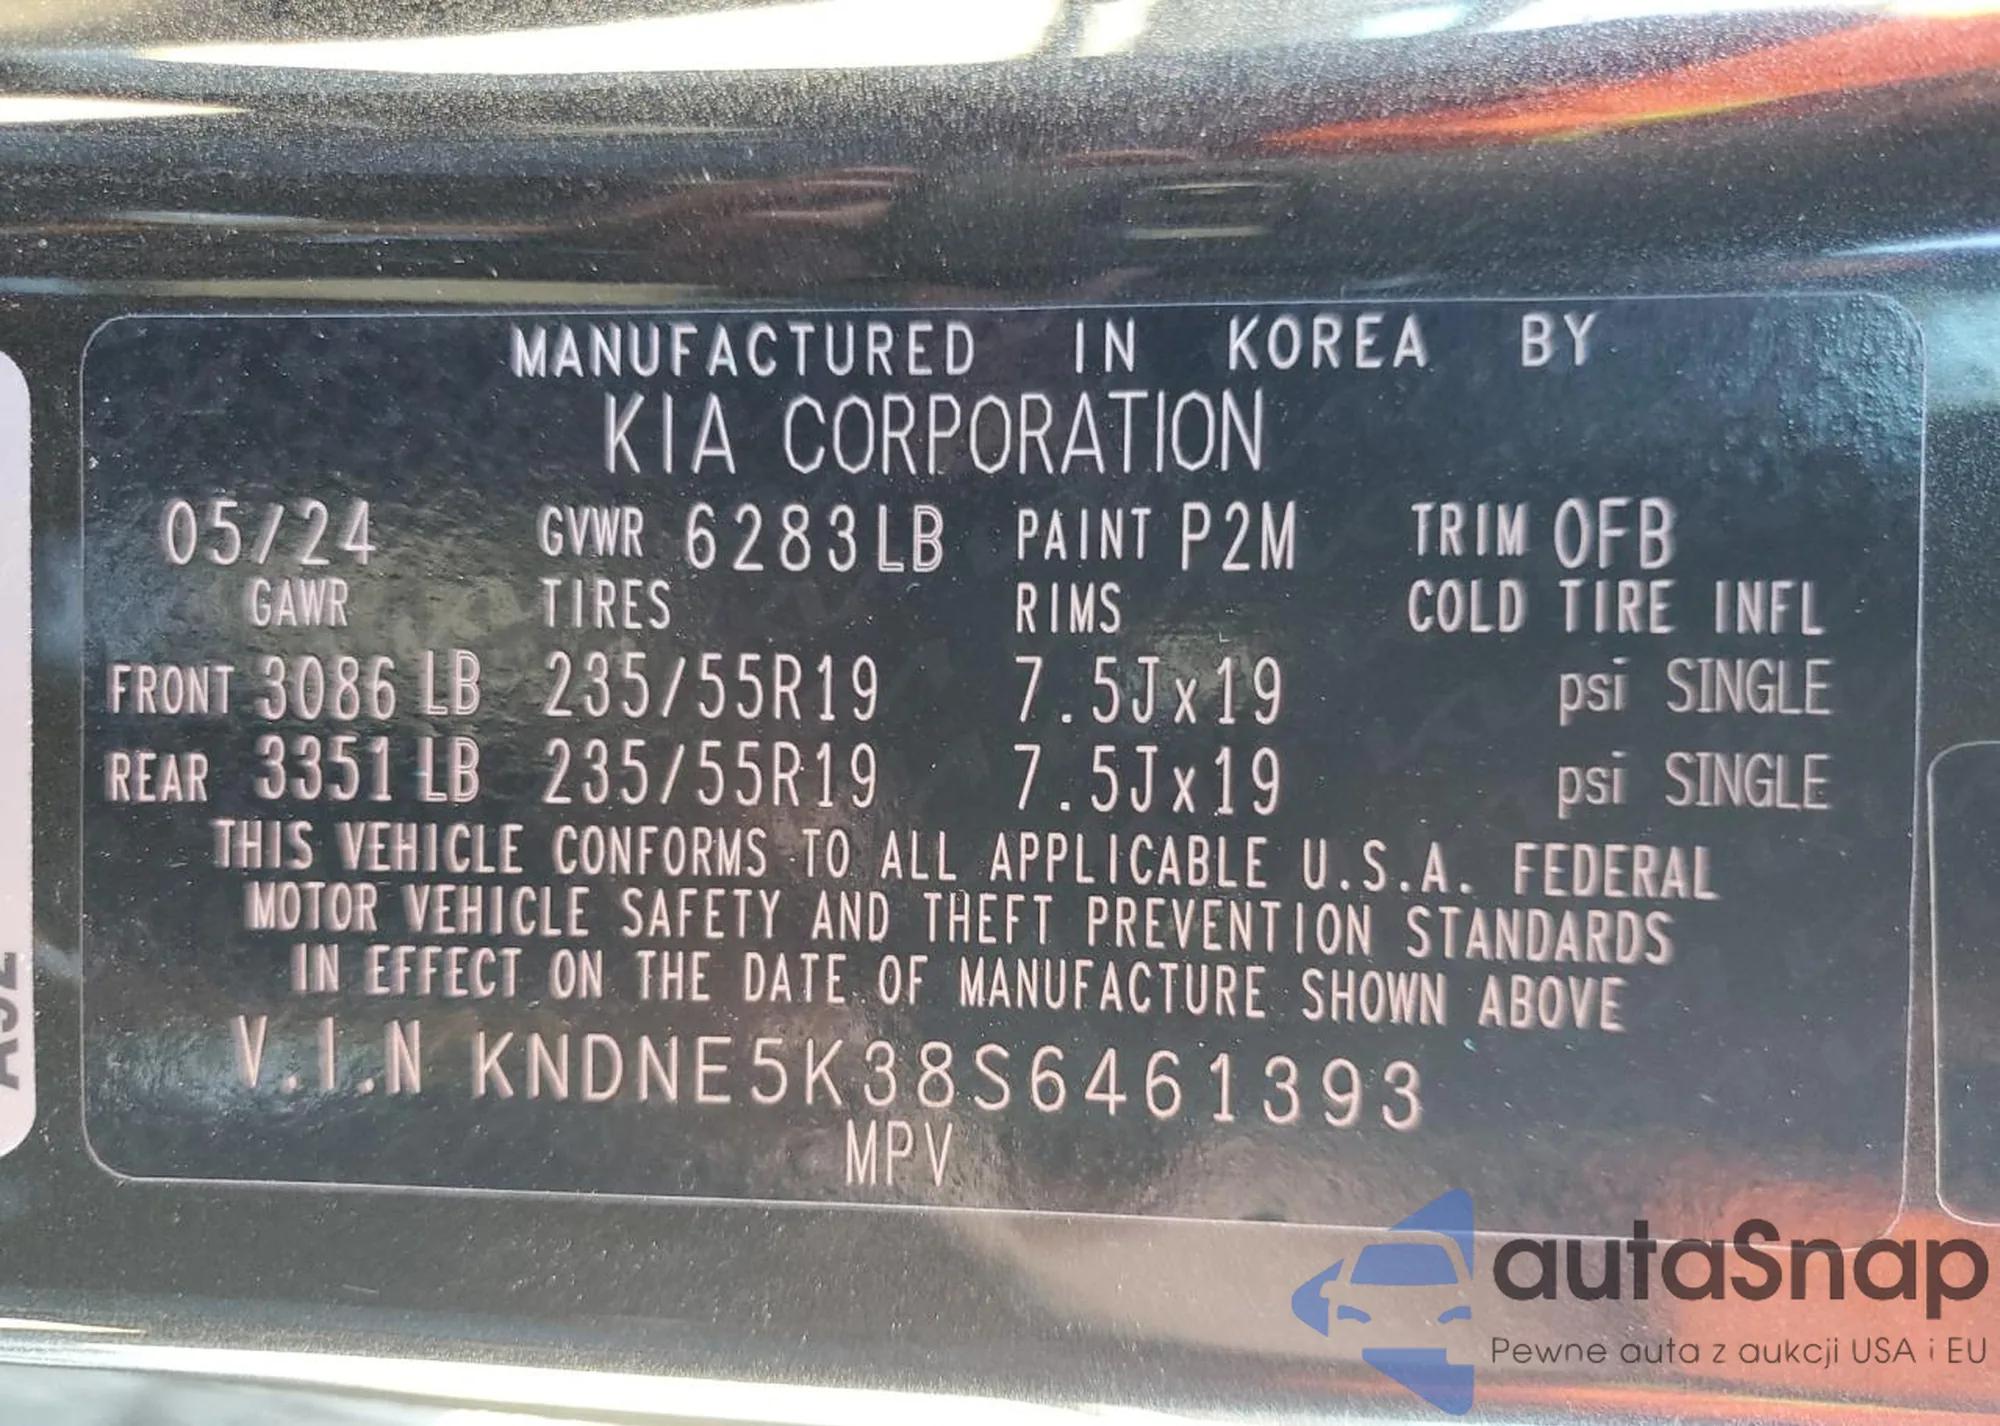 MANUFACTURED IN KOREA BY
KIA CORPORATION
05/24 GVWR 6283LB PAINT P2M TRIM OFB
GAWR TIRES RIMS COLD TIRE INFL
FRONT 3086 LB 235/55R19 7.5Jx19 psi SINGLE
REAR 3351 LB 235/55R19 7.5Jx19 psi SINGLE
THIS VEHICLE CONFORMS TO ALL APPLICABLE U.S.A. FEDERAL
MOTOR VEHICLE SAFETY AND THEFT PREVENTION STANDARDS
IN EFFECT ON THE DATE OF MANUFACTURE SHOWN ABOVE
V.I.N KNDNE5K38S6461393
MPV
autaSnap
Pewne auta z aukcji USA i EU